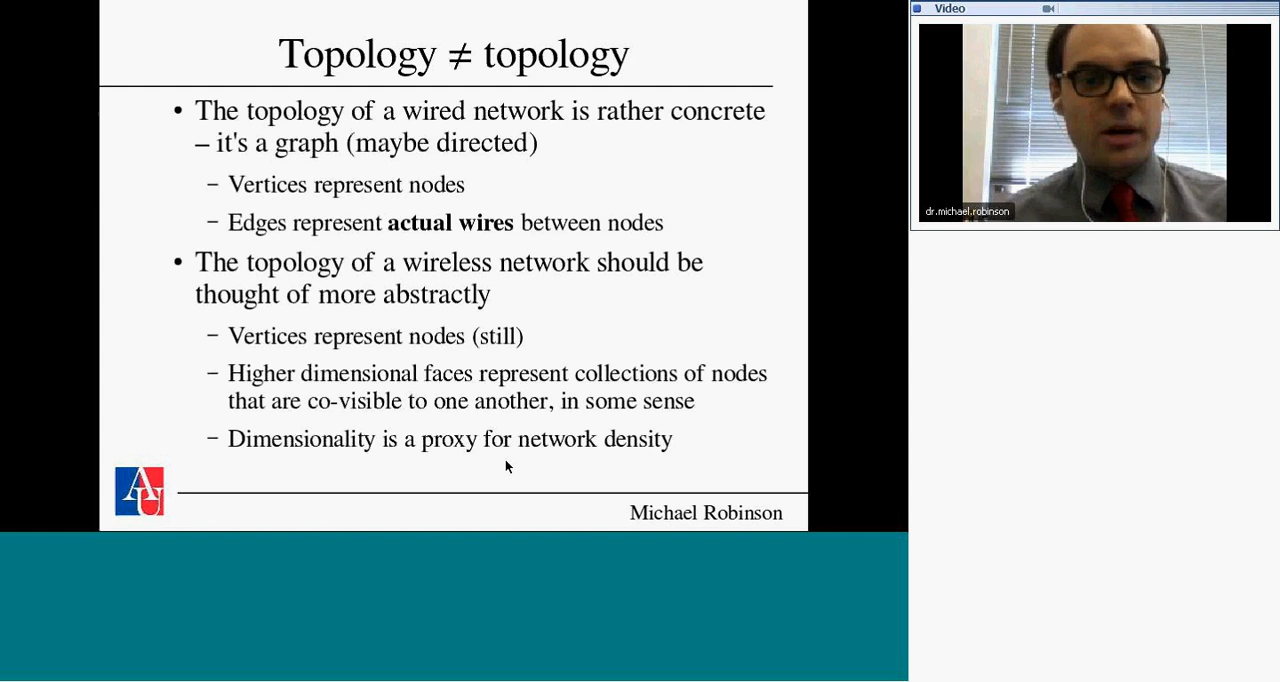 Topology ≠ topology
• The topology of a wired network is rather concrete
– it's a graph (maybe directed)
– Vertices represent nodes
– Edges represent actual wires between nodes
• The topology of a wireless network should be
thought of more abstractly
– Vertices represent nodes (still)
– Higher dimensional faces represent collections of nodes
that are co-visible to one another, in some sense
– Dimensionality is a proxy for network density
AU
Michael Robinson
Video
dr.michael.robinson